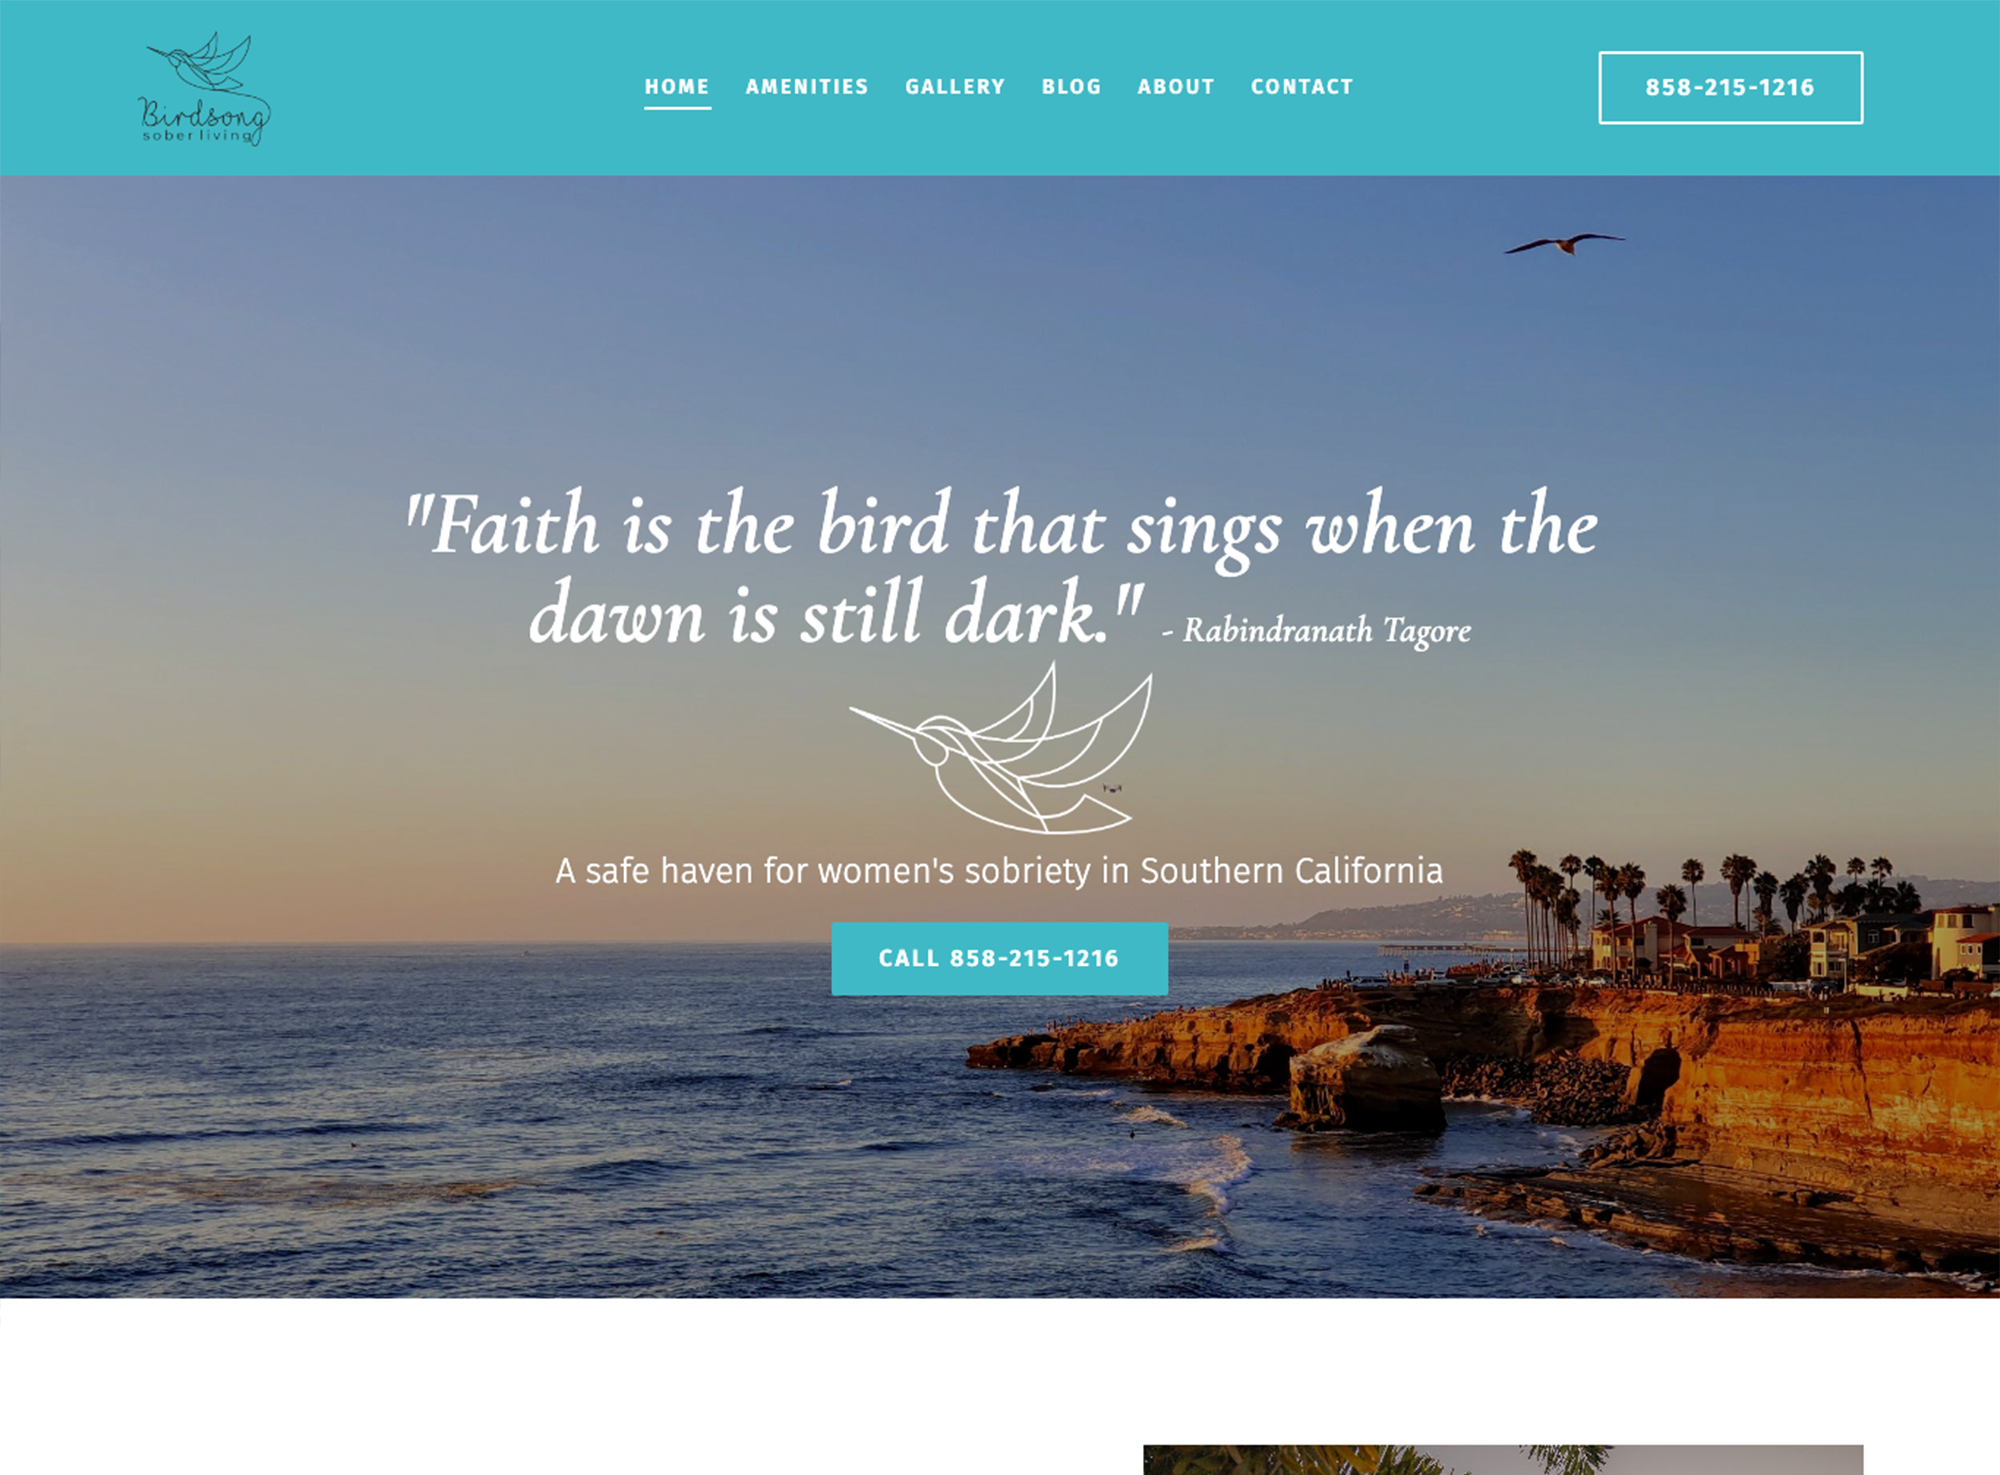 Birdsong
sober living
HOME AMENITIES GALLERY BLOG ABOUT CONTACT
858-215-1216
"Faith is the bird that sings when the
dawn is still dark." - Rabindranath Tagore
A safe haven for women's sobriety in Southern California
CALL 858-215-1216